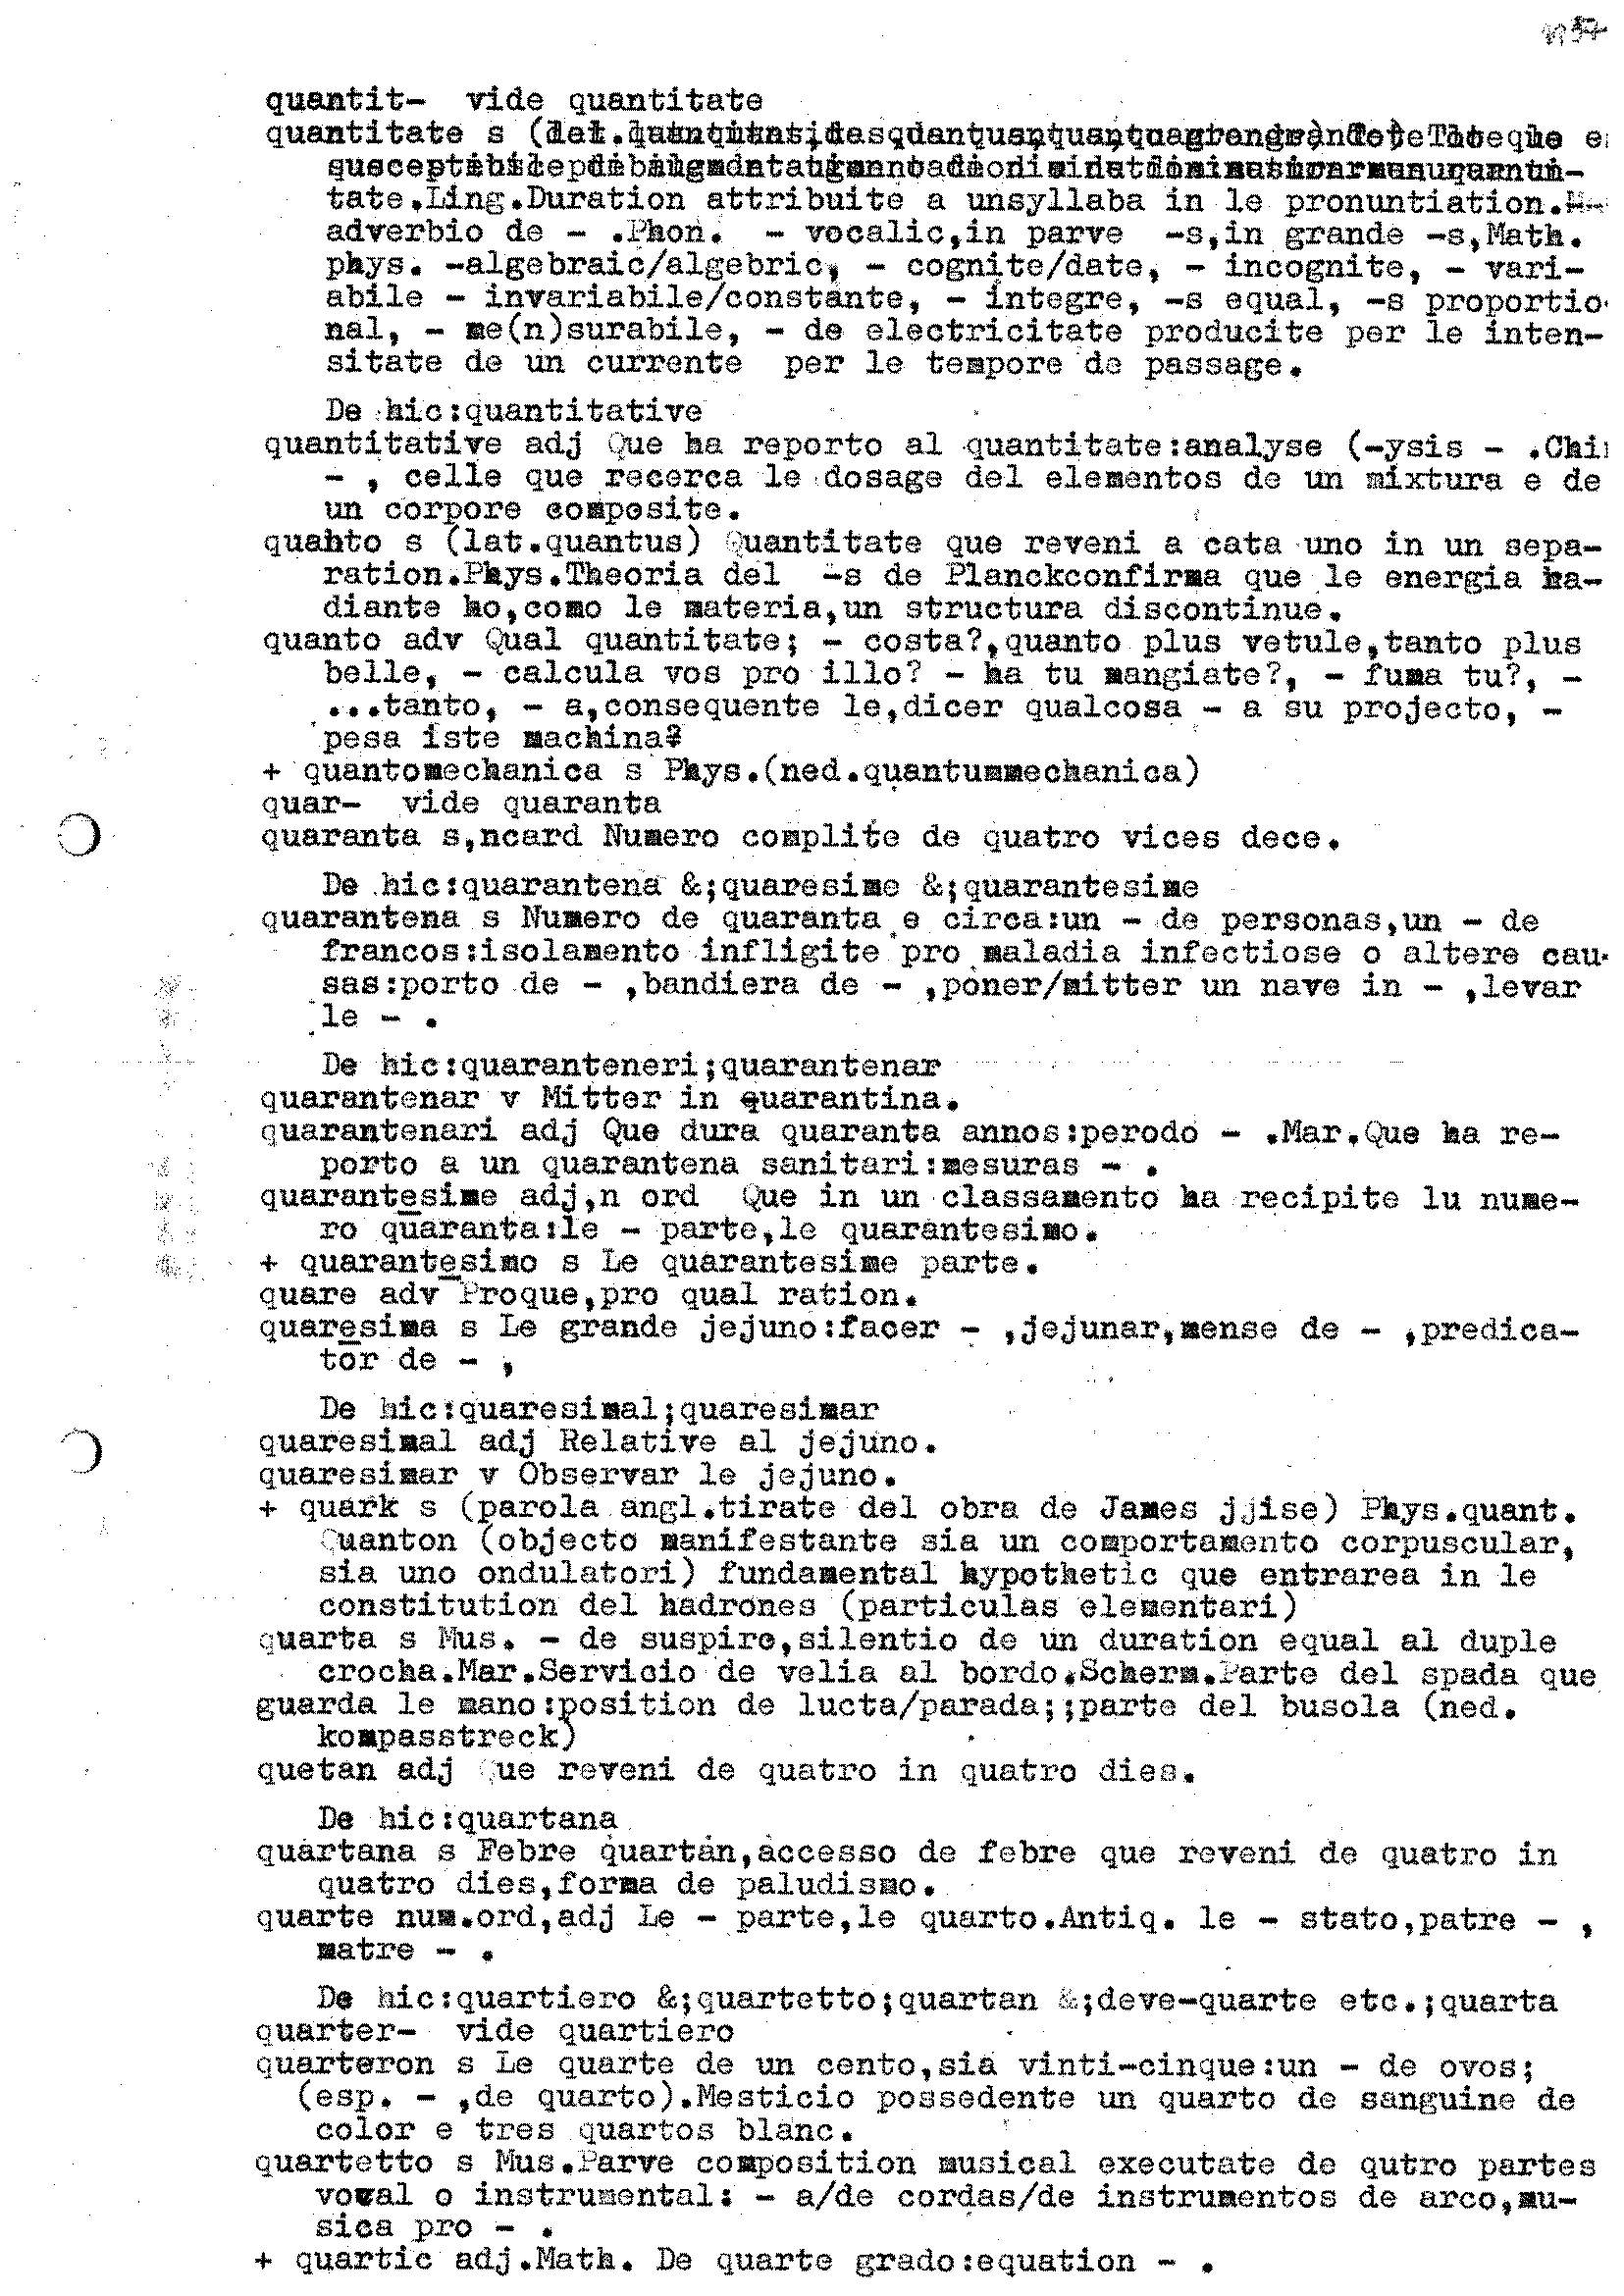 quantit- vide quantitate
quantitate s
tate.Ling.Duration attribuite a unsyllaba in le pronuntiation.
adverbio de - .Phon. - vocalic,in parve -s,in grande -s,Math.
phys. -algebraic/algebric, - cognite/date, - incognite, - vari-
abile - invariabile/constante, - integre, -s equal, -s proportio
nal, - me(n)surabile, - de electricitate producite per le inten-
sitate de un currente per le tempore de passage.
De hic:quantitative
quantitative adj Que ha reporto al quantitate:analyse (-ysis - .Chi
- , celle que recerca le dosage del elementos de un mixtura e de
un corpore composite.
quanto s (lat.quantus) Quantitate que reveni a cata uno in un sepa-
ration.Phys.Theoria del -s de Planckconfirma que le energia ra-
diante ho,como le materia,un structura discontinue.
quanto adv Qual quantitate; - costa?,quanto plus vetule,tanto plus
belle, - calcula vos pro illo? - ha tu mangiate?, - fuma tu?, -
...tanto, - a,consequente le,dicer qualcosa - a su projecto, -
pesa iste machina?
+ quantomechanica s Phys.(ned.quantummechanica)
quar- vide quaranta
quaranta s,ncard Numero complite de quatro vices dece.
De hic:quarantena &;quaresime &;quarantesime
quarantena s Numero de quaranta e circa:un - de personas,un - de
francos:isolamento infligite pro maladia infectiose o altere cau-
sas:porto de - ,bandiera de - ,poner/mitter un nave in - ,levar
le - .
De hic:quaranteneri;quarantenar
quarantenar v Mitter in quarantina.
quarantenari adj Que dura quaranta annos:perodo - .Mar.Que ha re-
porto a un quarantena sanitari:mesuras - .
quarantesime adj,n ord Que in un classamento ha recipite lu nume-
ro quaranta:le - parte,le quarantesimo.
+ quarantesimo s Le quarantesime parte.
quare adv Proque,pro qual ration.
quaresima s Le grande jejuno:facer - ,jejunar,mense de - ,predica-
tor de - ,
De hic:quaresimal;quaresimar
quaresimal adj Relative al jejuno.
quaresimar v Observar le jejuno.
+ quark s (parola angl.tirate del obra de James jjise) Phys.quant.
Quanton (objecto manifestante sia un comportamento corpuscular,
sia uno ondulatori) fundamental hypothetic que entrarea in le
constitution del hadrones (particulas elementari)
quarta s Mus. - de suspiro,silentio de un duration equal al duple
crocha.Mar.Servicio de velia al bordo.Scherm.Parte del spada que
guarda le mano:position de lucta/parada;;parte del busola (ned.
kompasstreck)
quetan adj Que reveni de quatro in quatro dies.
De hic:quartana
quartana s Febre quartan,accesso de febre que reveni de quatro in
quatro dies,forma de paludismo.
quarte num.ord,adj Le - parte,le quarto.Antiq. le - stato,patre - ,
matre - .
De hic:quartiero &;quartetto;quartan &;deve-quarte etc.;quarta
quarter- vide quartiero
quarteron s Le quarte de un cento,sia vinti-cinque:un - de ovos;
(esp. - ,de quarto).Mesticio possedente un quarto de sanguine de
color e tres quartos blanc.
quartetto s Mus.Parve composition musical executate de qutro partes
vocal o instrumental: - a/de cordas/de instrumentos de arco,mu-
sica pro - .
+ quartic adj.Math. De quarte grado:equation - .